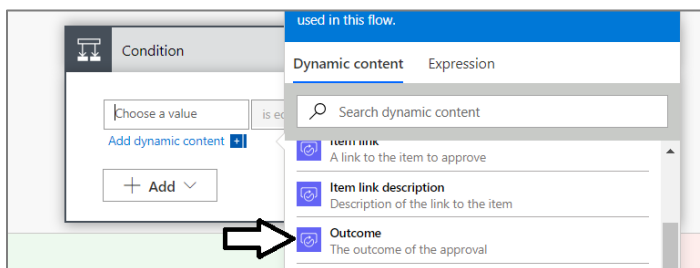 used in this flow.
Condition
Dynamic content Expression
Choose a value
is eq
Search dynamic content
Add dynamic content
Item link
A link to the item to approve
Add
Item link description
Description of the link to the item
Outcome
The outcome of the approval